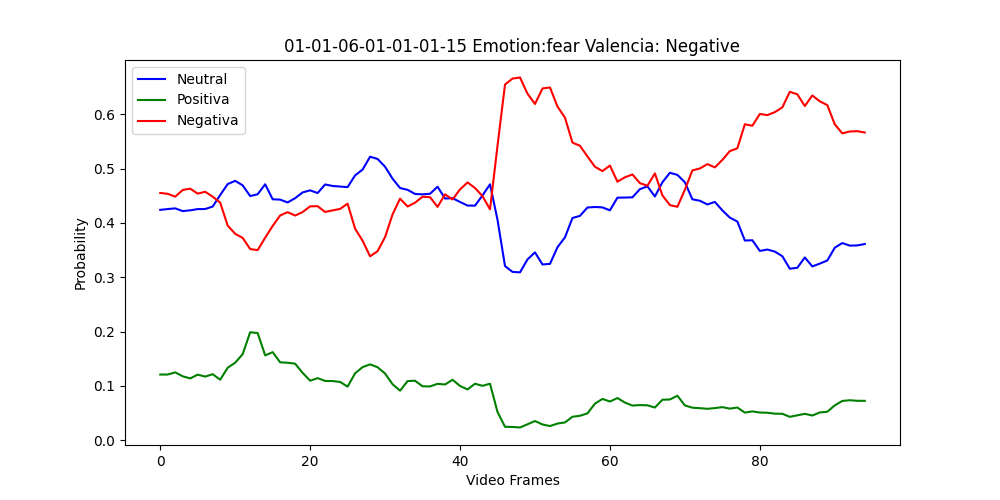 01-01-06-01-01-01-15 Emotion:fear Valencia: Negative
Neutral
Positiva
Negativa
Probability
0.6
0.5
0.4
0.3
0.2
0.1
0.0
0 20 40 60 80
Video Frames